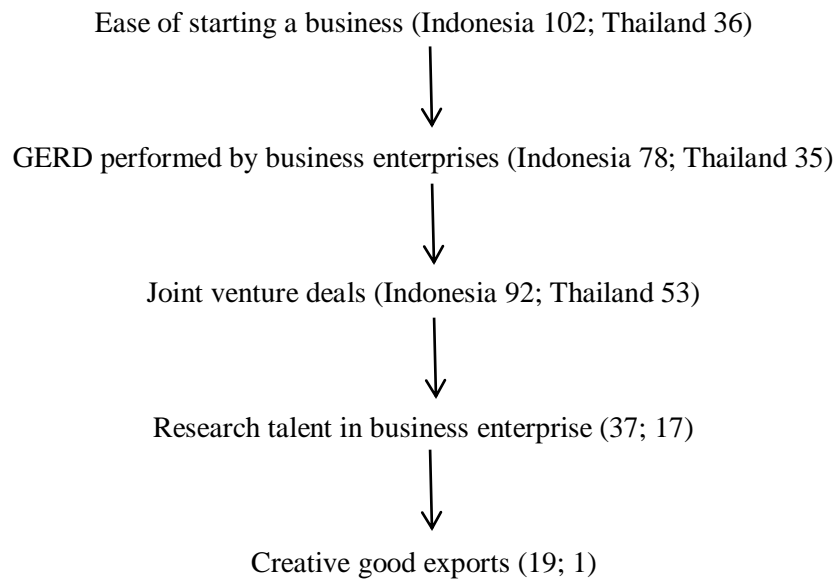 Ease of starting a business (Indonesia 102; Thailand 36)
GERD performed by business enterprises (Indonesia 78; Thailand 35)
Joint venture deals (Indonesia 92; Thailand 53)
Research talent in business enterprise (37; 17)
Creative good exports (19; 1)